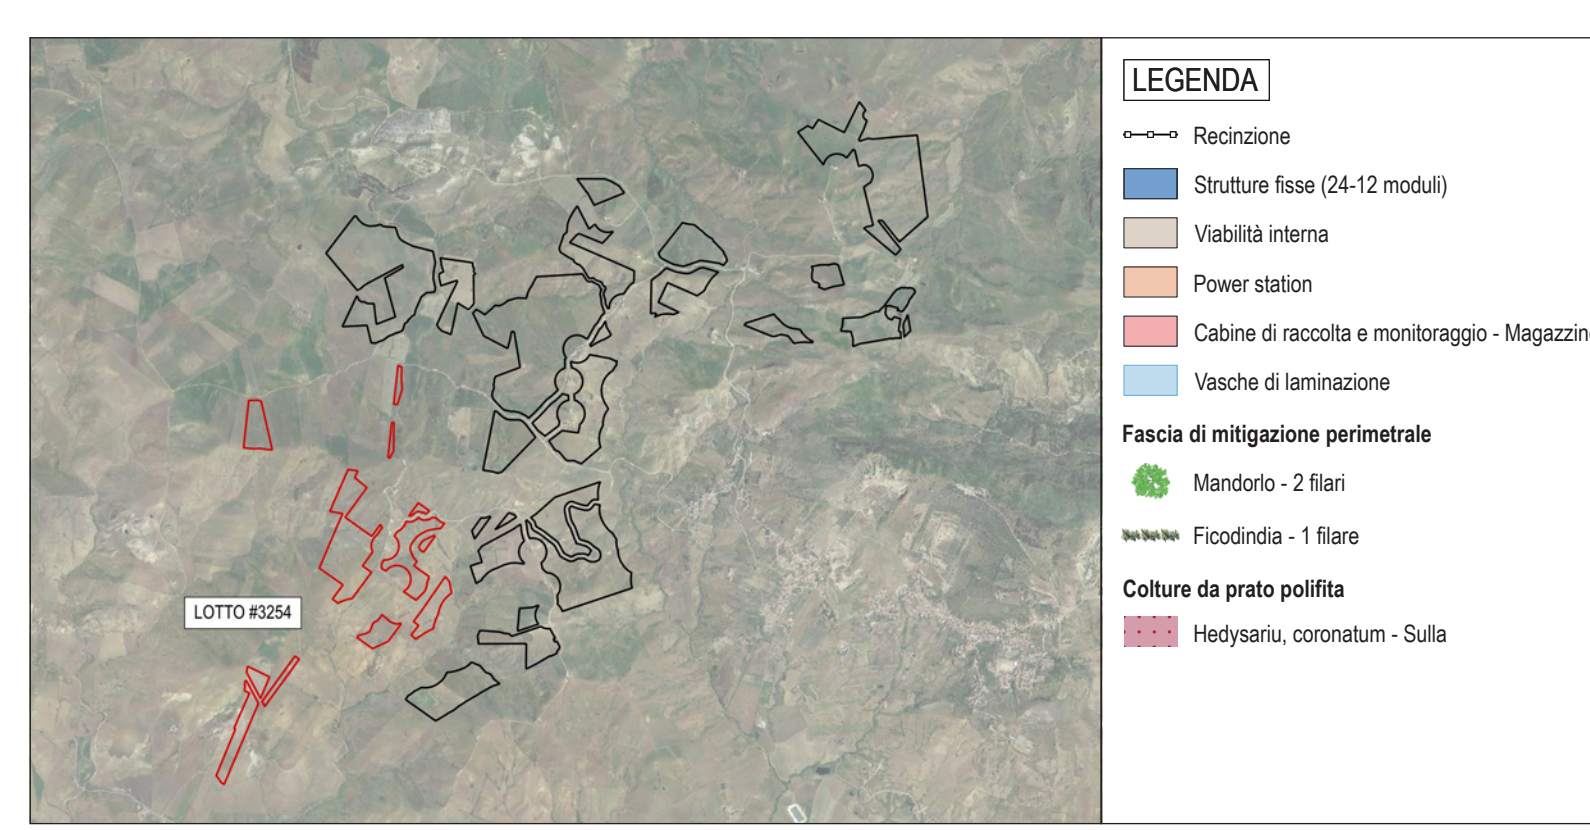 LOTTO #3254
LEGENDA
Recinzione
Strutture fisse (24-12 moduli)
Viabilità interna
Power station
Cabine di raccolta e monitoraggio - Magazzin
Vasche di laminazione
Fascia di mitigazione perimetrale
Mandorlo - 2 filari
Ficodindia - 1 filare
Colture da prato polifita
Hedysariu, coronatum - Sulla